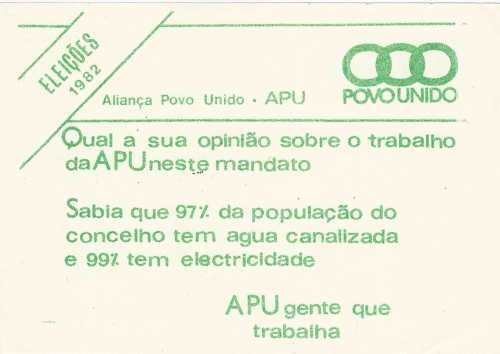 ELEIÇÕES
1982
Aliança Povo Unido • APU
POVO UNIDO
Qual a sua opinião sobre o trabalho
da APU neste mandato
Sabia que 97% da população do
concelho tem agua canalizada
e 99% tem electricidade
APU gente que
trabalha